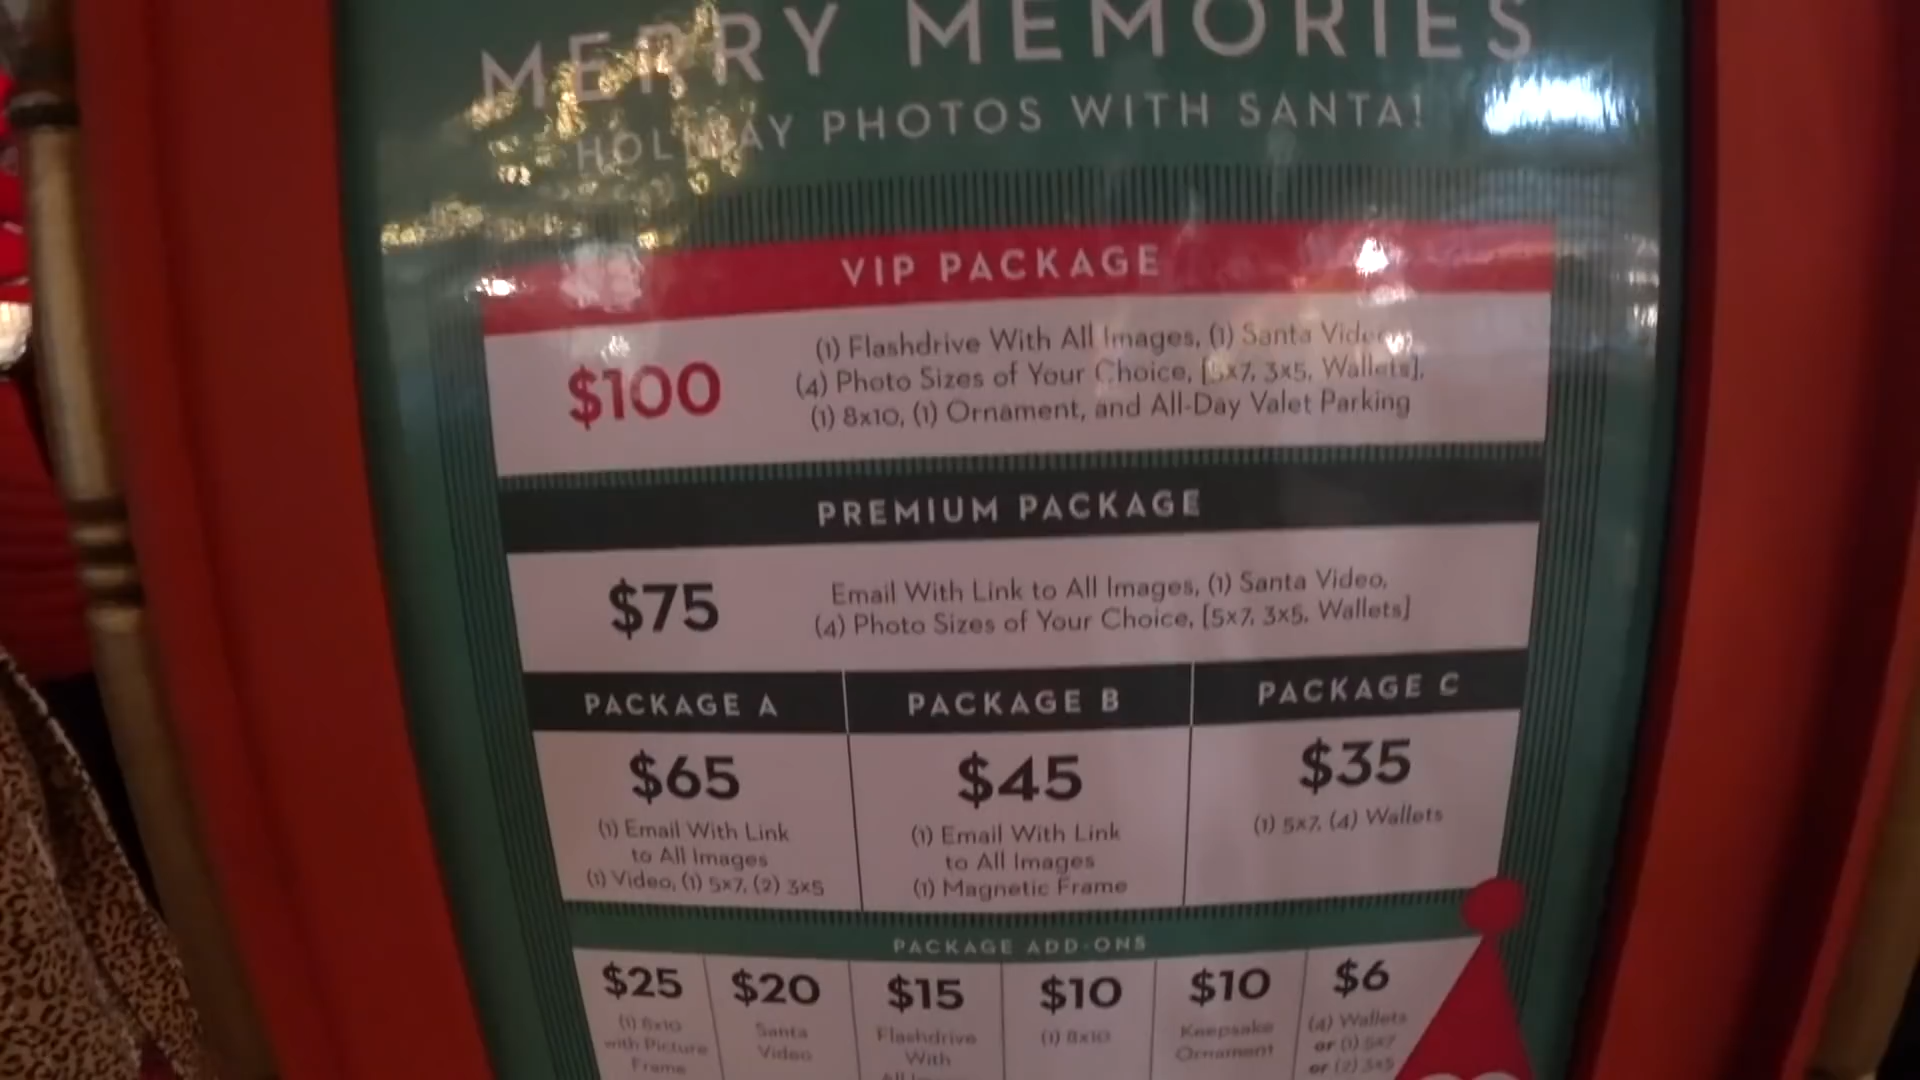 MERRY MEMORIES
HOLIDAY PHOTOS WITH SANTA!
VIP PACKAGE
$100
(1) Flashdrive With All Images, (1) Santa Video,
(4) Photo Sizes of Your Choice, [5x7, 3x5, Wallets],
(1) 8x10, (1) Ornament, and All-Day Valet Parking
PREMIUM PACKAGE
$75
Email With Link to All Images, (1) Santa Video,
(4) Photo Sizes of Your Choice, [5x7, 3x5, Wallets]
PACKAGE A
$65
(1) Email With Link
to All Images
(1) Video, (1) 5x7, (2) 3x5
PACKAGE B
$45
(1) Email With Link
to All Images
(1) Magnetic Frame
PACKAGE C
$35
(1) 5x7, (4) Wallets
PACKAGE ADD-ONS
$25
(1) 8x10
with Picture
Frame
$20
Santa
Video
$15
Flashdrive
With
$10
(1) 8x10
$10
Keepsake
Ornament
$6
(4) Wallets
or (1) 5x7
or (2) 3x5